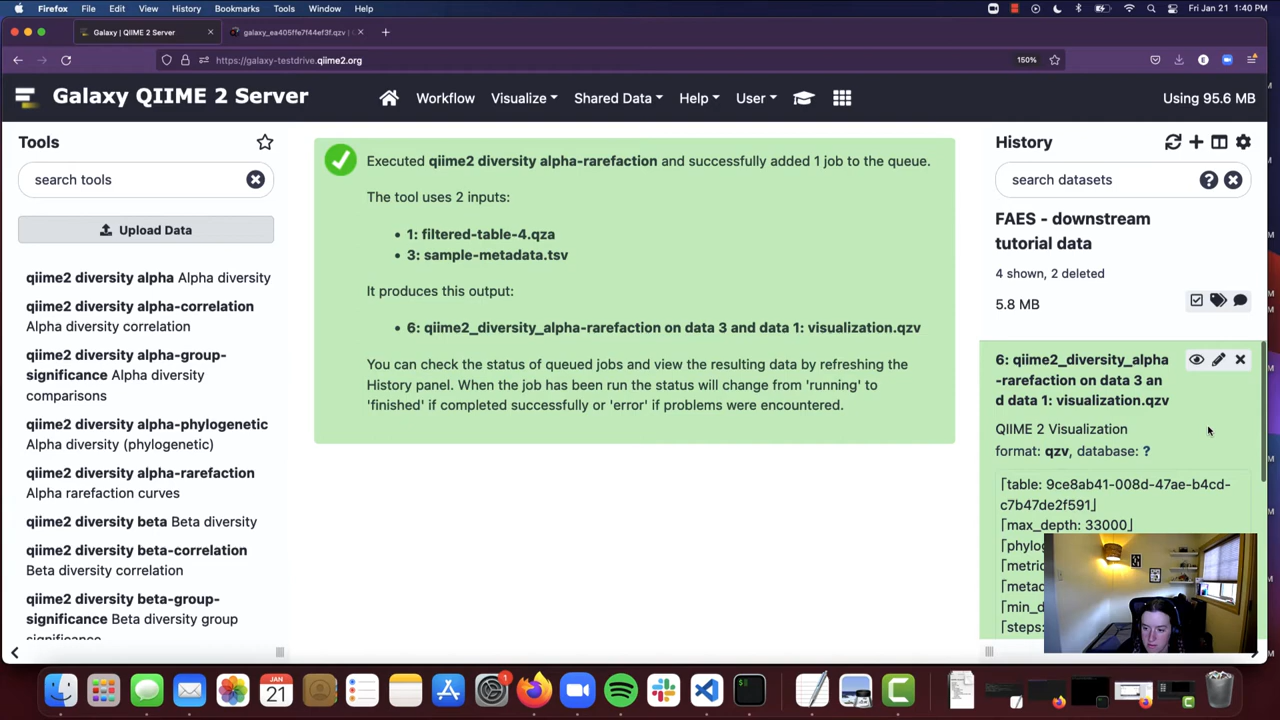 Firefox File Edit View History Bookmarks Tools Window Help Fri Jan 21 1:40 PM
Galaxy | QIIME 2 Server
galaxy_ea405ffe7f44ef3f.qzv |
https://galaxy-testdrive.qiime2.org
150%
Galaxy QIIME 2 Server
Workflow Visualize Shared Data Help User
Using 95.6 MB
Tools
search tools
Upload Data
qiime2 diversity alpha Alpha diversity
qiime2 diversity alpha-correlation
Alpha diversity correlation
qiime2 diversity alpha-group-
significance Alpha diversity
comparisons
qiime2 diversity alpha-phylogenetic
Alpha diversity (phylogenetic)
qiime2 diversity alpha-rarefaction
Alpha rarefaction curves
qiime2 diversity beta Beta diversity
qiime2 diversity beta-correlation
Beta diversity correlation
qiime2 diversity beta-group-
significance Beta diversity group
significance
Executed qiime2 diversity alpha-rarefaction and successfully added 1 job to the queue.
The tool uses 2 inputs:
• 1: filtered-table-4.qza
• 3: sample-metadata.tsv
It produces this output:
• 6: qiime2_diversity_alpha-rarefaction on data 3 and data 1: visualization.qzv
You can check the status of queued jobs and view the resulting data by refreshing the
History panel. When the job has been run the status will change from 'running' to
'finished' if completed successfully or 'error' if problems were encountered.
History
search datasets
FAES - downstream
tutorial data
4 shown, 2 deleted
5.8 MB
6: qiime2_diversity_alpha
-rarefaction on data 3 an
d data 1: visualization.qzv
QIIME 2 Visualization
format: qzv, database: ?
⌈table: 9ce8ab41-008d-47ae-b4cd-
c7b47de2f591⌋
⌈max_depth: 33000⌋
⌈phylo
⌈metri
⌈meta
⌈min_d
⌈steps:
JAN
21
1